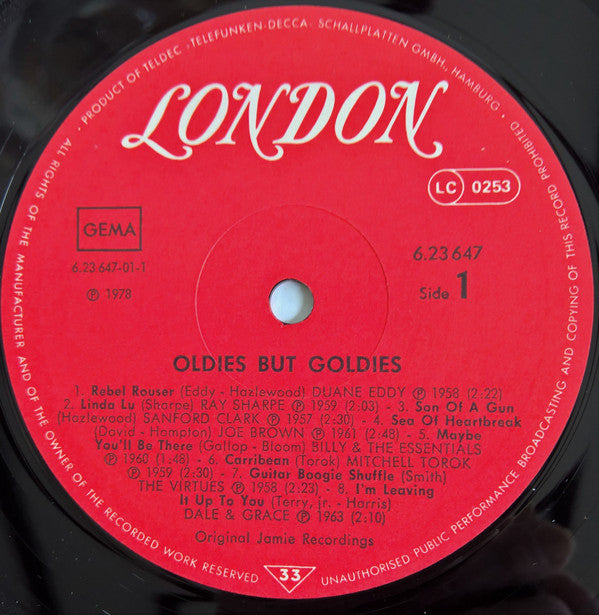 · PRODUCT OF TELDEC ›TELEFUNKEN-DECCA‹ SCHALLPLATTEN GMBH., HAMBURG ·
LONDON
LC 0253
GEMA
6.23 647
6.23 647-01-1
Side 1
℗ 1978
OLDIES BUT GOLDIES
1. Rebel Rouser (Eddy - Hazlewood) DUANE EDDY ℗ 1958 (2:22)
2. Linda Lu (Sharpe) RAY SHARPE ℗ 1959 (2:03) - 3. Son Of A Gun
(Hazlewood) SANFORD CLARK ℗ 1957 (2:30) - 4. Sea Of Heartbreak
(David - Hampton) JOE BROWN ℗ 1961 (2:48) - 5. Maybe
You'll Be There (Gallop - Bloom) BILLY & THE ESSENTIALS
℗ 1960 (1:48) - 6. Carribean (Torok) MITCHELL TOROK
℗ 1959 (2:30) - 7. Guitar Boogie Shuffle (Smith)
THE VIRTUES ℗ 1958 (2:23) - 8. I'm Leaving
It Up To You (Terry, jr. - Harris)
DALE & GRACE ℗ 1963 (2:10)
Original Jamie Recordings
33
ALL RIGHTS OF THE MANUFACTURER AND OF THE OWNER OF THE RECORDED WORK RESERVED
UNAUTHORISED PUBLIC PERFORMANCE BROADCASTING AND COPYING OF THIS RECORD PROHIBITED